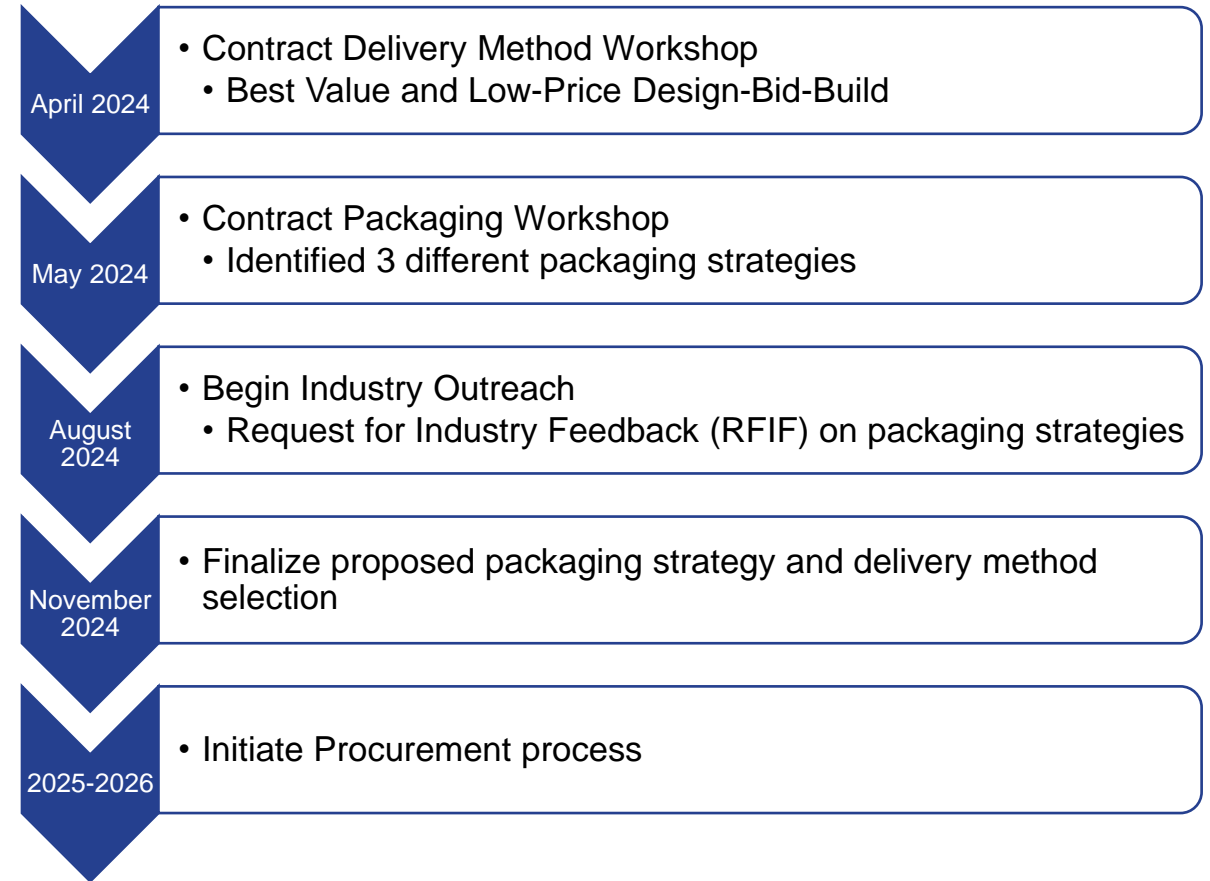 April 2024
• Contract Delivery Method Workshop
• Best Value and Low-Price Design-Bid-Build
May 2024
• Contract Packaging Workshop
• Identified 3 different packaging strategies
August
2024
• Begin Industry Outreach
• Request for Industry Feedback (RFIF) on packaging strategies
November
2024
• Finalize proposed packaging strategy and delivery method
selection
2025-2026
• Initiate Procurement process